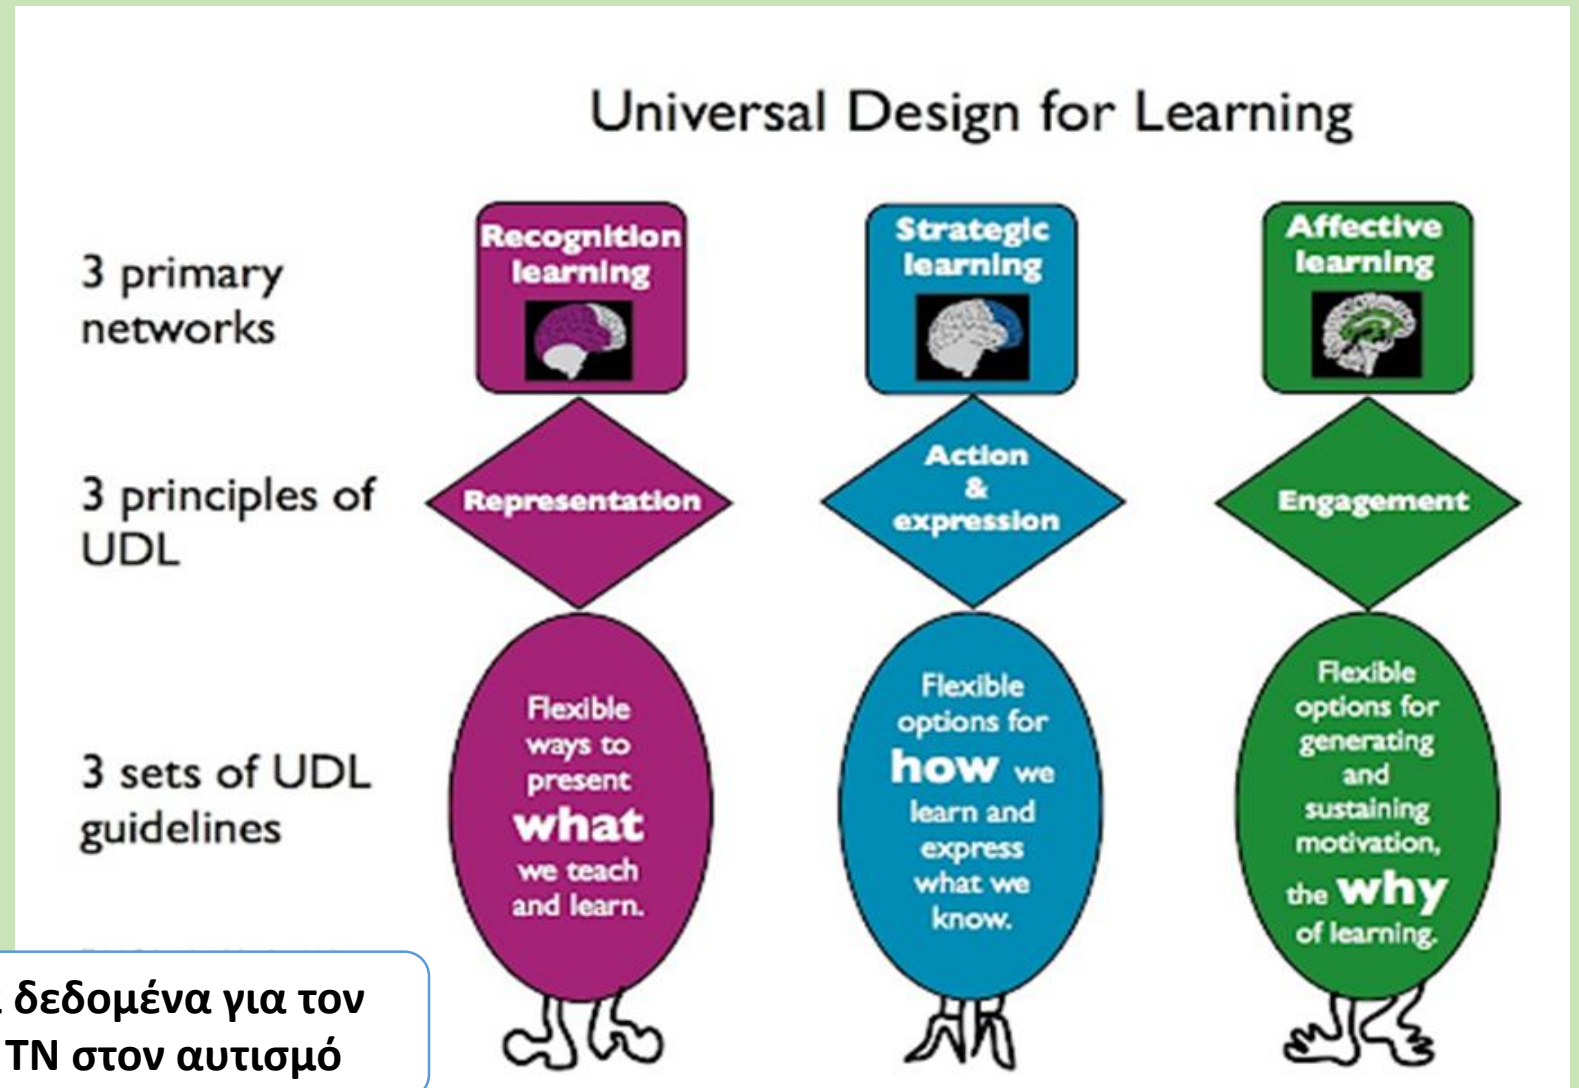 Universal Design for Learning
3 primary
networks
Recognition
learning
Strategic
learning
Affective
learning
3 principles of
UDL
Representation
Action
&
expression
Engagement
3 sets of UDL
guidelines
Flexible
ways to
present
what
we teach
and learn.
Flexible
options for
how we
learn and
express
what we
know.
Flexible
options for
generating
and
sustaining
motivation,
the why
of learning.
δεδομένα για τον
ΤΝ στον αυτισμό